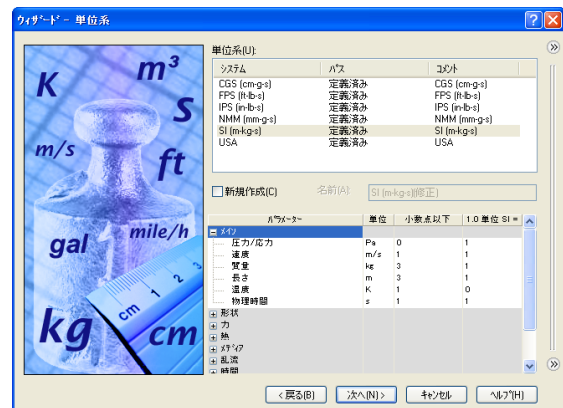 ウィザード - 単位系
K
m³
s
m/s
ft
gal
mile/h
cm 1 2 3
kg
cm
単位系(U):
システム パス コメント
CGS (cm-g-s) 定義済み CGS (cm-g-s)
FPS (ft-lb-s) 定義済み FPS (ft-lb-s)
IPS (in-lb-s) 定義済み IPS (in-lb-s)
NMM (mm-g-s) 定義済み NMM (mm-g-s)
SI (m-kg-s) 定義済み SI (m-kg-s)
USA 定義済み USA
新規作成(C) 名前(A): SI (m-kg-s)(修正)
パラメーター 単位 小数点以下 1.0 単位 SI =
メイン
圧力/応力 Pa 0 1
速度 m/s 1 1
質量 kg 3 1
長さ m 3 1
温度 K 1 0
物理時間 s 1 1
形状
力
熱
メディア
乱流
時間
< 戻る(B) 次へ(N) > キャンセル ヘルプ(H)